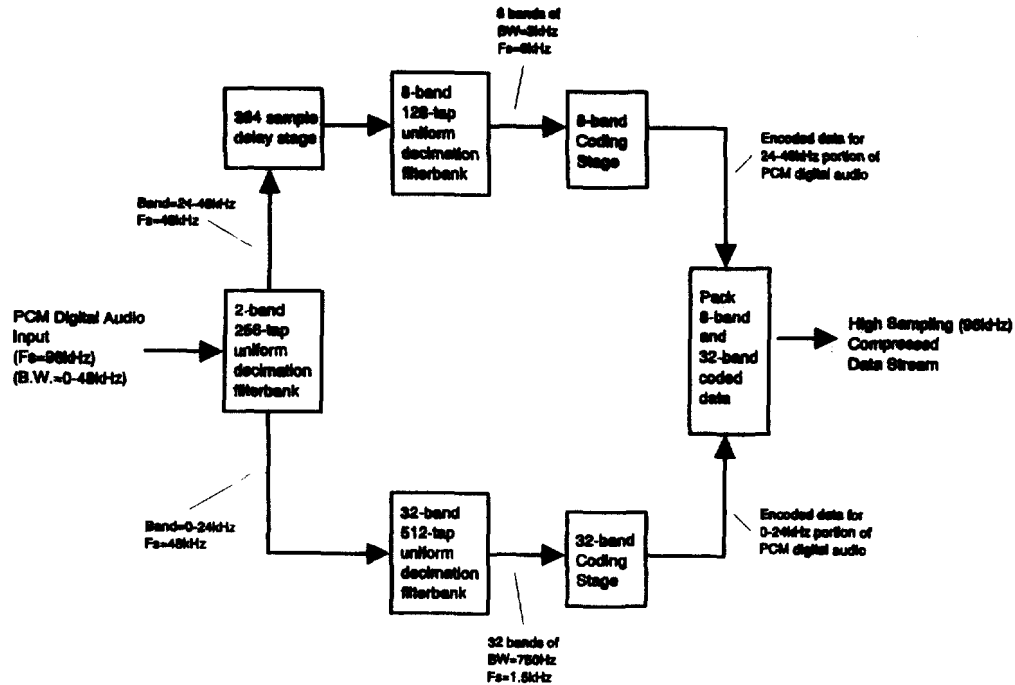 8 bands of
BW=3kHz
Fs=6kHz
384 sample
delay stage
8-band
128-tap
uniform
decimation
filterbank
8-band
Coding
Stage
Encoded data for
24-48kHz portion of
PCM digital audio
Band=24-48kHz
Fs=48kHz
PCM Digital Audio
Input
(Fs=96kHz)
(B.W.=0-48kHz)
2-band
256-tap
uniform
decimation
filterbank
Pack
8-band
and
32-band
coded
data
High Sampling (96kHz)
Compressed
Data Stream
Band=0-24kHz
Fs=48kHz
32-band
512-tap
uniform
decimation
filterbank
32-band
Coding
Stage
Encoded data for
0-24kHz portion of
PCM digital audio
32 bands of
BW=750Hz
Fs=1.5kHz